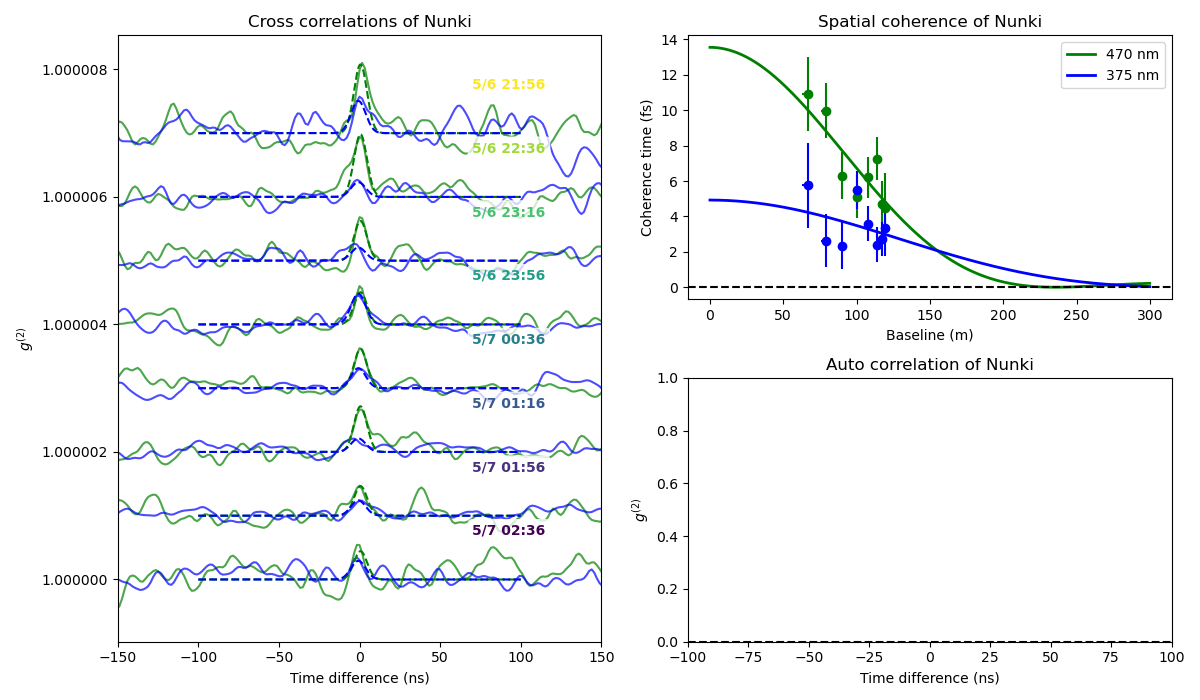 Cross correlations of Nunki
1.000008
1.000006
1.000004
1.000002
1.000000
g(2)
5/6 21:56
5/6 22:36
5/6 23:16
5/6 23:56
5/7 00:36
5/7 01:16
5/7 01:56
5/7 02:36
−150 −100 −50 0 50 100 150
Time difference (ns)
Spatial coherence of Nunki
14
12
10
8
6
4
2
0
Coherence time (fs)
470 nm
375 nm
0 50 100 150 200 250 300
Baseline (m)
Auto correlation of Nunki
1.0
0.8
0.6
0.4
0.2
0.0
g(2)
−100 −75 −50 −25 0 25 50 75 100
Time difference (ns)